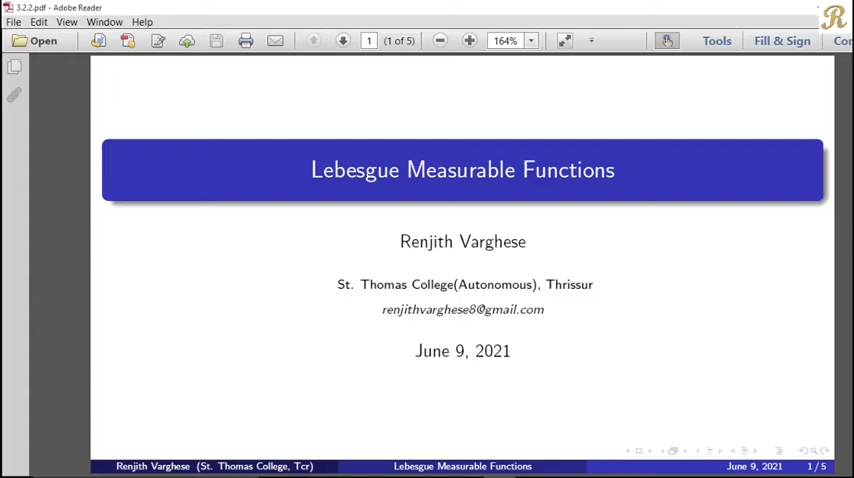 3.2.2.pdf - Adobe Reader
File Edit View Window Help
R
Open 1 (1 of 5) 164% Tools Fill & Sign
Lebesgue Measurable Functions
Renjith Varghese
St. Thomas College(Autonomous), Thrissur
renjithvarghese8@gmail.com
June 9, 2021
Renjith Varghese (St. Thomas College, Tcr) Lebesgue Measurable Functions June 9, 2021 1 / 5